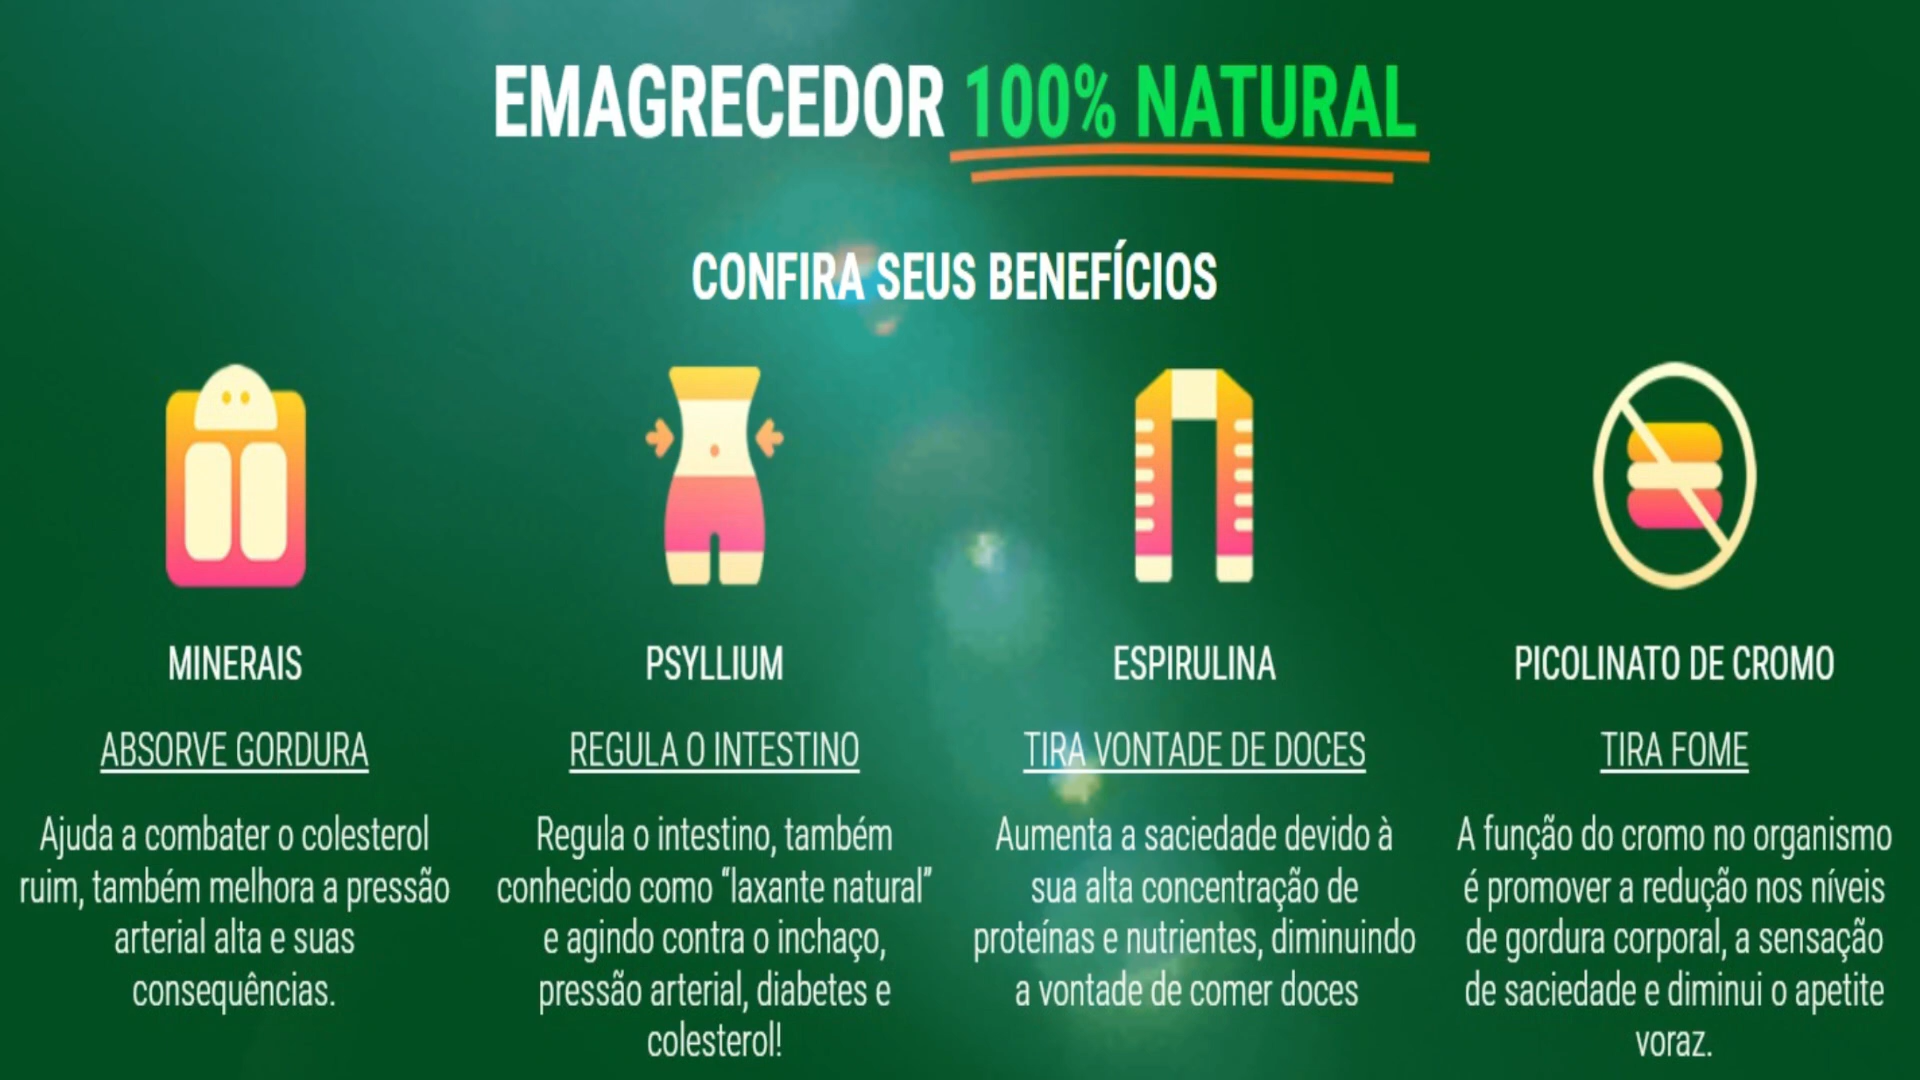 EMAGRECEDOR 100% NATURAL
CONFIRA SEUS BENEFÍCIOS
MINERAIS
ABSORVE GORDURA
Ajuda a combater o colesterol
ruim, também melhora a pressão
arterial alta e suas
consequências.
PSYLLIUM
REGULA O INTESTINO
Regula o intestino, também
conhecido como “laxante natural”
e agindo contra o inchaço,
pressão arterial, diabetes e
colesterol!
ESPIRULINA
TIRA VONTADE DE DOCES
Aumenta a saciedade devido à
sua alta concentração de
proteínas e nutrientes, diminuindo
a vontade de comer doces
PICOLINATO DE CROMO
TIRA FOME
A função do cromo no organismo
é promover a redução nos níveis
de gordura corporal, a sensação
de saciedade e diminui o apetite
voraz.